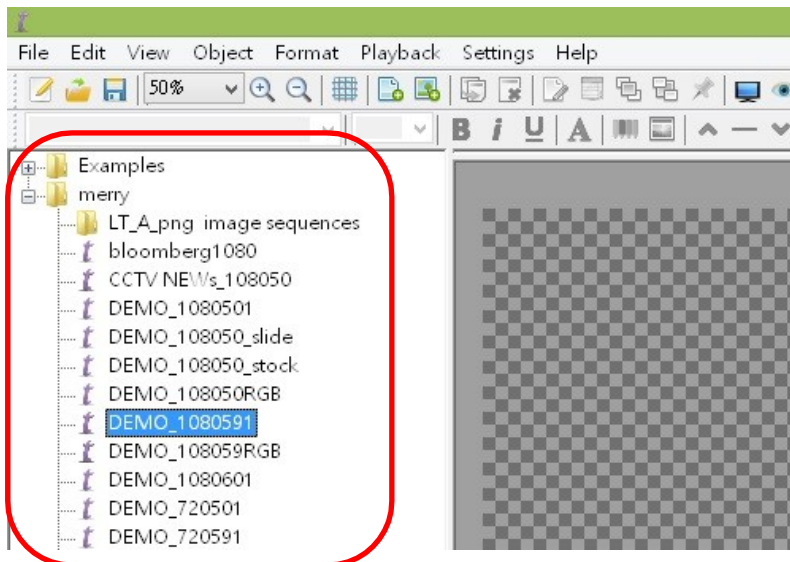 File Edit View Object Format Playback Settings Help
50%
B i U A
Examples
merry
LT_A_png image sequences
bloomberg1080
CCTV NEWs_108050
DEMO_1080501
DEMO_108050_slide
DEMO_108050_stock
DEMO_108050RGB
DEMO_1080591
DEMO_108059RGB
DEMO_1080601
DEMO_720501
DEMO_720591